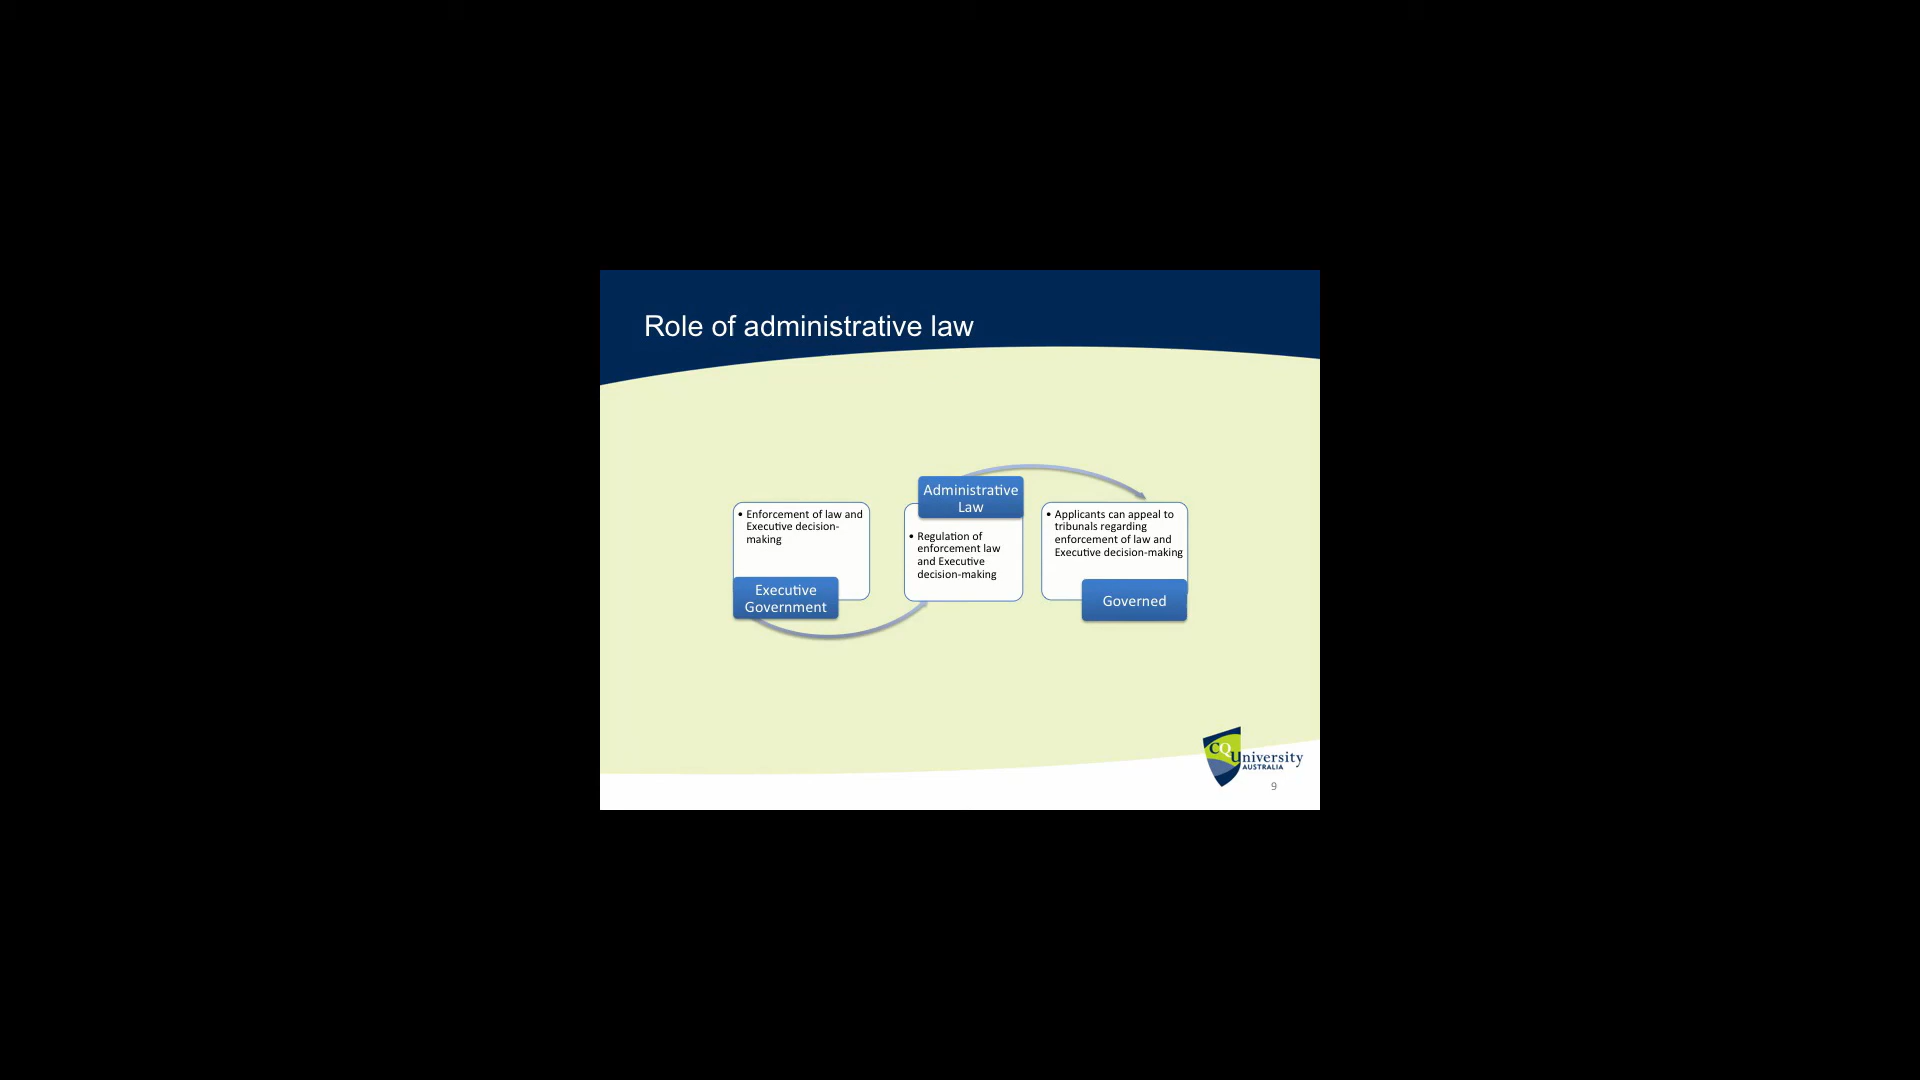 Role of administrative law
• Enforcement of law and
Executive decision-
making
Executive
Government
Administrative
Law
• Regulation of
enforcement law
and Executive
decision-making
• Applicants can appeal to
tribunals regarding
enforcement of law and
Executive decision-making
Governed
CQUniversity
AUSTRALIA
9